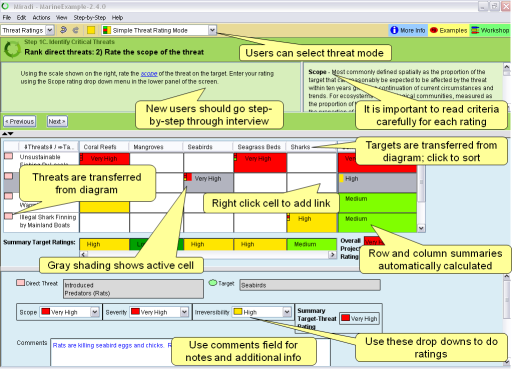 Miradi - MarineExample-2.4.0
File Edit Actions View Step-by-Step Help
Threat Ratings
Simple Threat Rating Mode
More Info
Examples
Workshop
Step 1C. Identify Critical Threats
Rank direct threats: 2) Rate the scope of the threat
Users can select threat mode
Using the scale shown on the right, rate the scope of the threat on the target. Enter your rating
using the Scope rating drop down menu in the lower panel of the screen.
Scope - Most commonly defined spatially as the proportion of the
target that can reasonably be expected to be affected by the threat
within ten years
current circumstances and
trends. For ecosystems
communities, measured as
the proportion of
New users should go step-
by-step through interview
It is important to read criteria
carefully for each rating
< Previous
Next >
Targets are transferred
from diagram; click to sort
Coral Reefs Mangroves Seabirds Seagrass Beds Sharks
Unsustainable
Very High
Very High
Threats are transferred
from diagram
Very High
High
Right click cell to add link
Medium
Illegal Shark Finning
by Mainland Boats
High
Medium
Row and column summaries
automatically calculated
Summary Target Ratings:
High
High
High
Medium
Overall
Project
Rating
Gray shading shows active cell
Direct Threat
Introduced
Predators (Rats)
Target
Seabirds
Scope
Very High
Severity
Very High
Irreversibility
High
Summary
Target-Threat
Rating
Very High
Use these drop downs to do
ratings
Comments
Rats are killing seabird eggs and chicks.
Use comments field for
notes and additional info